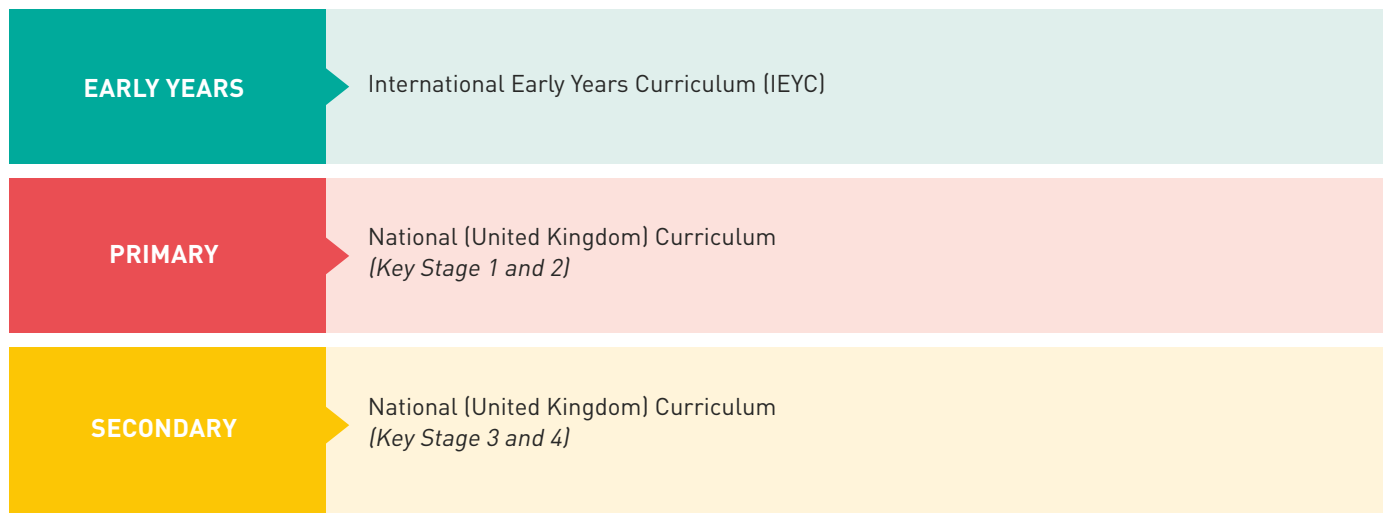 EARLY YEARS
International Early Years Curriculum (IEYC)
PRIMARY
National (United Kingdom) Curriculum
(Key Stage 1 and 2)
SECONDARY
National (United Kingdom) Curriculum
(Key Stage 3 and 4)